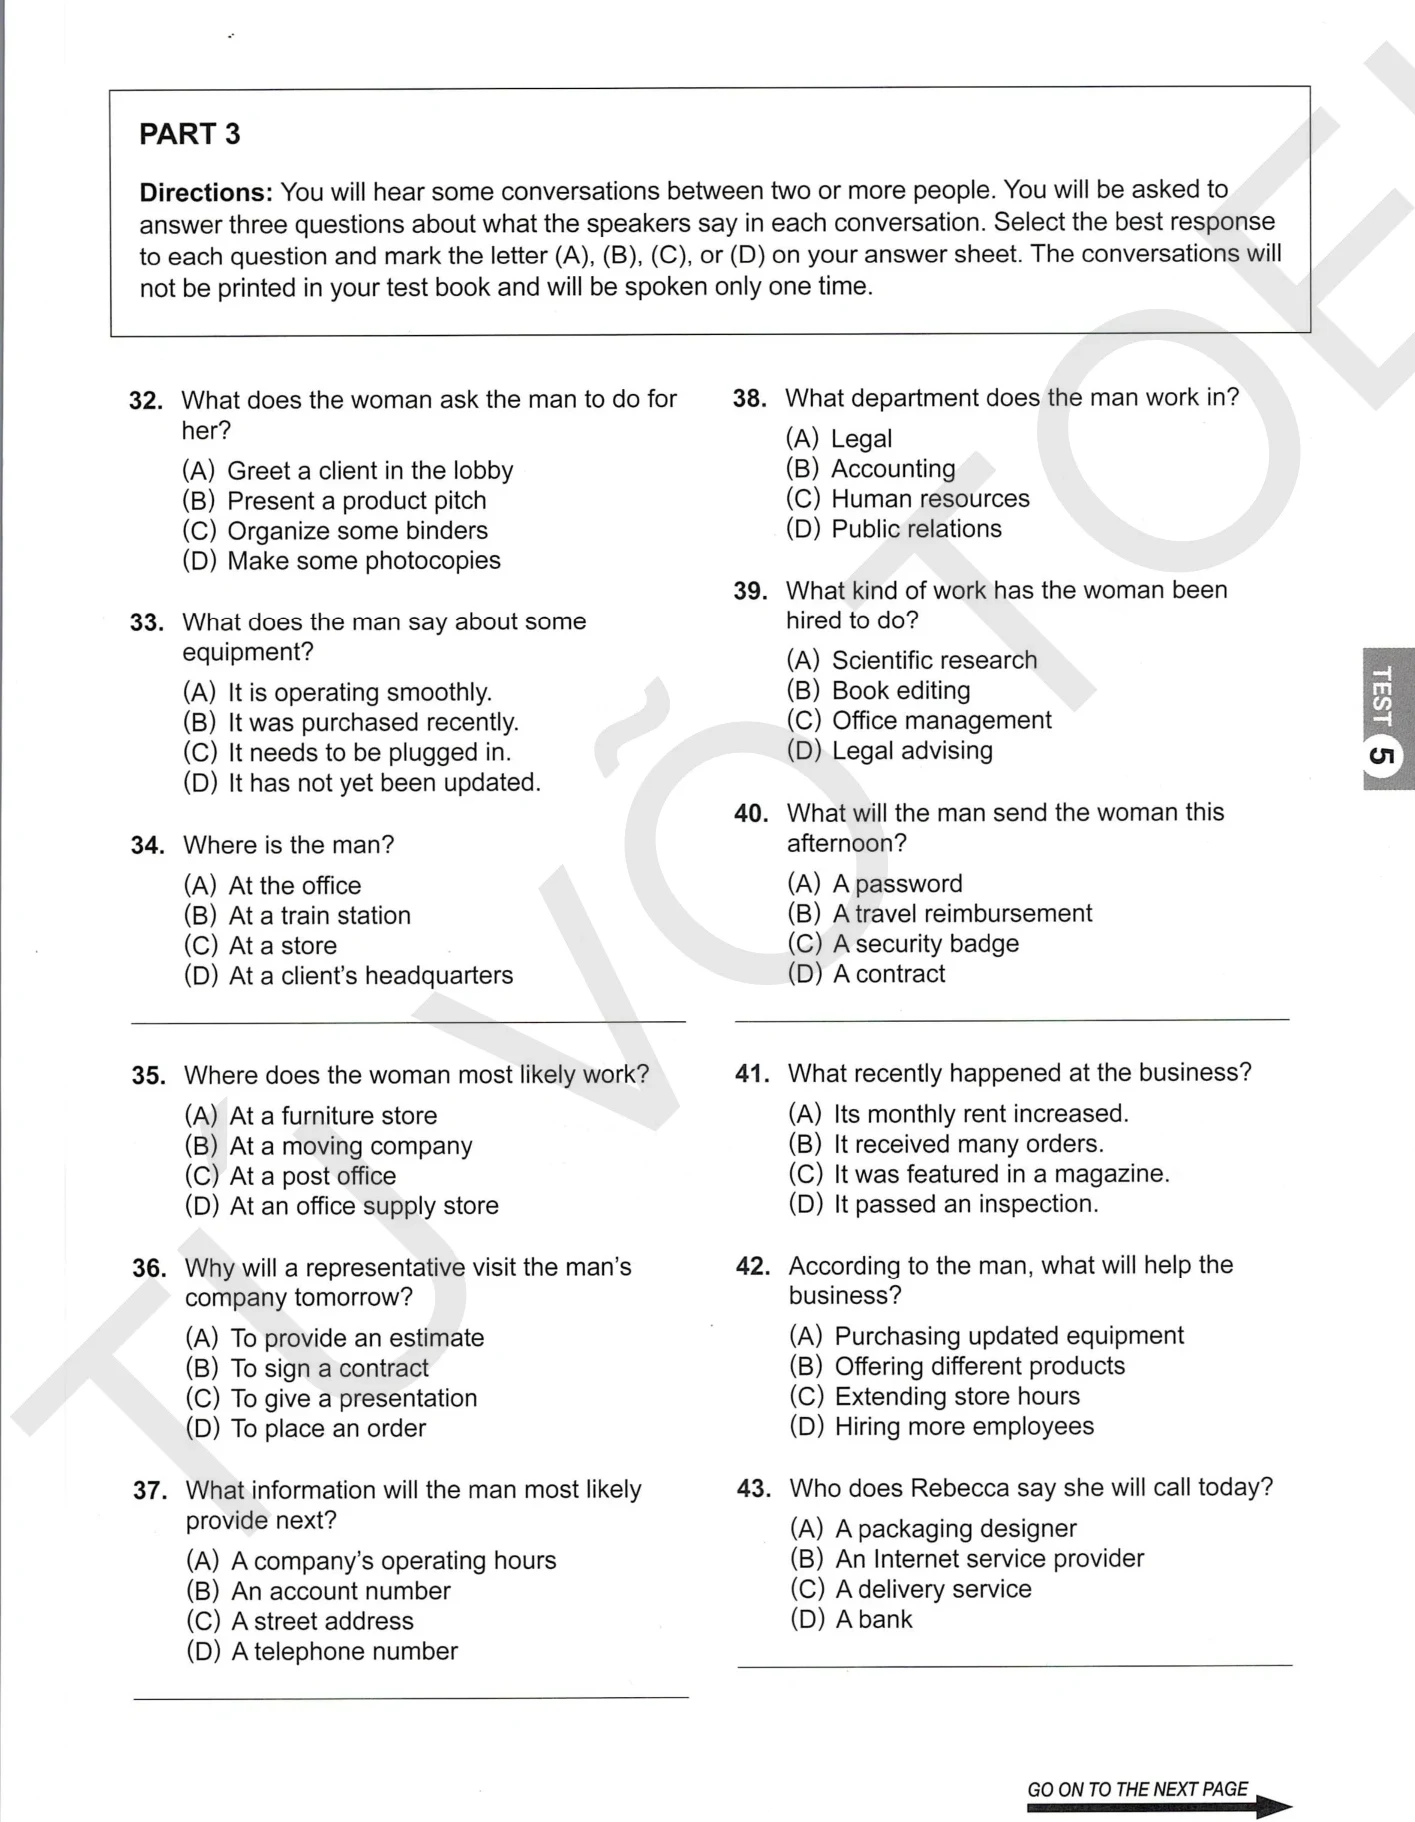 PART 3
Directions: You will hear some conversations between two or more people. You will be asked to
answer three questions about what the speakers say in each conversation. Select the best response
to each question and mark the letter (A), (B), (C), or (D) on your answer sheet. The conversations will
not be printed in your test book and will be spoken only one time.
32. What does the woman ask the man to do for
her?
(A) Greet a client in the lobby
(B) Present a product pitch
(C) Organize some binders
(D) Make some photocopies
33. What does the man say about some
equipment?
(A) It is operating smoothly.
(B) It was purchased recently.
(C) It needs to be plugged in.
(D) It has not yet been updated.
34. Where is the man?
(A) At the office
(B) At a train station
(C) At a store
(D) At a client's headquarters
35. Where does the woman most likely work?
(A) At a furniture store
(B) At a moving company
(C) At a post office
(D) At an office supply store
36. Why will a representative visit the man's
company tomorrow?
(A) To provide an estimate
(B) To sign a contract
(C) To give a presentation
(D) To place an order
37. What information will the man most likely
provide next?
(A) A company's operating hours
(B) An account number
(C) A street address
(D) A telephone number
38. What department does the man work in?
(A) Legal
(B) Accounting
(C) Human resources
(D) Public relations
39. What kind of work has the woman been
hired to do?
(A) Scientific research
(B) Book editing
(C) Office management
(D) Legal advising
40. What will the man send the woman this
afternoon?
(A) A password
(B) A travel reimbursement
(C) A security badge
(D) A contract
41. What recently happened at the business?
(A) Its monthly rent increased.
(B) It received many orders.
(C) It was featured in a magazine.
(D) It passed an inspection.
42. According to the man, what will help the
business?
(A) Purchasing updated equipment
(B) Offering different products
(C) Extending store hours
(D) Hiring more employees
43. Who does Rebecca say she will call today?
(A) A packaging designer
(B) An Internet service provider
(C) A delivery service
(D) A bank
TEST 5
GO ON TO THE NEXT PAGE
TÚ VÕ TOE